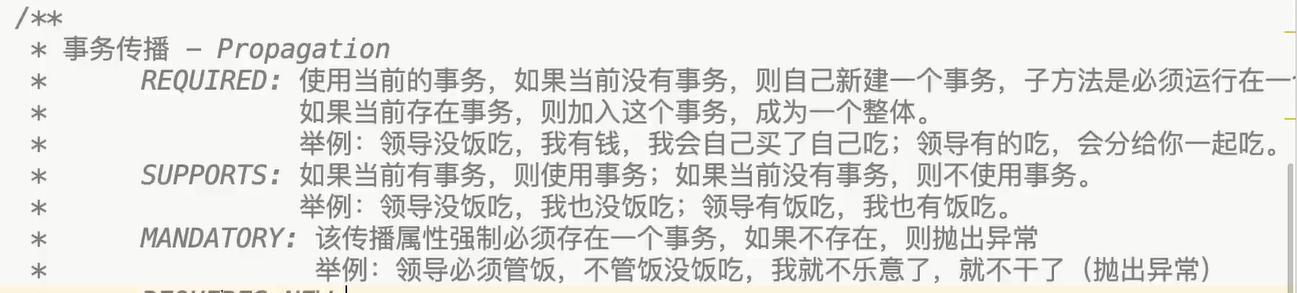 /**
* 事务传播 – Propagation
* REQUIRED: 使用当前的事务，如果当前没有事务，则自己新建一个事务，子方法是必须运行在一
* 如果当前存在事务，则加入这个事务，成为一个整体。
* 举例：领导没饭吃，我有钱，我会自己买了自己吃；领导有的吃，会分给你一起吃。
* SUPPORTS: 如果当前有事务，则使用事务；如果当前没有事务，则不使用事务。
* 举例：领导没饭吃，我也没饭吃；领导有饭吃，我也有饭吃。
* MANDATORY: 该传播属性强制必须存在一个事务，如果不存在，则抛出异常
* 举例：领导必须管饭，不管饭没饭吃，我就不乐意了，就不干了（抛出异常）